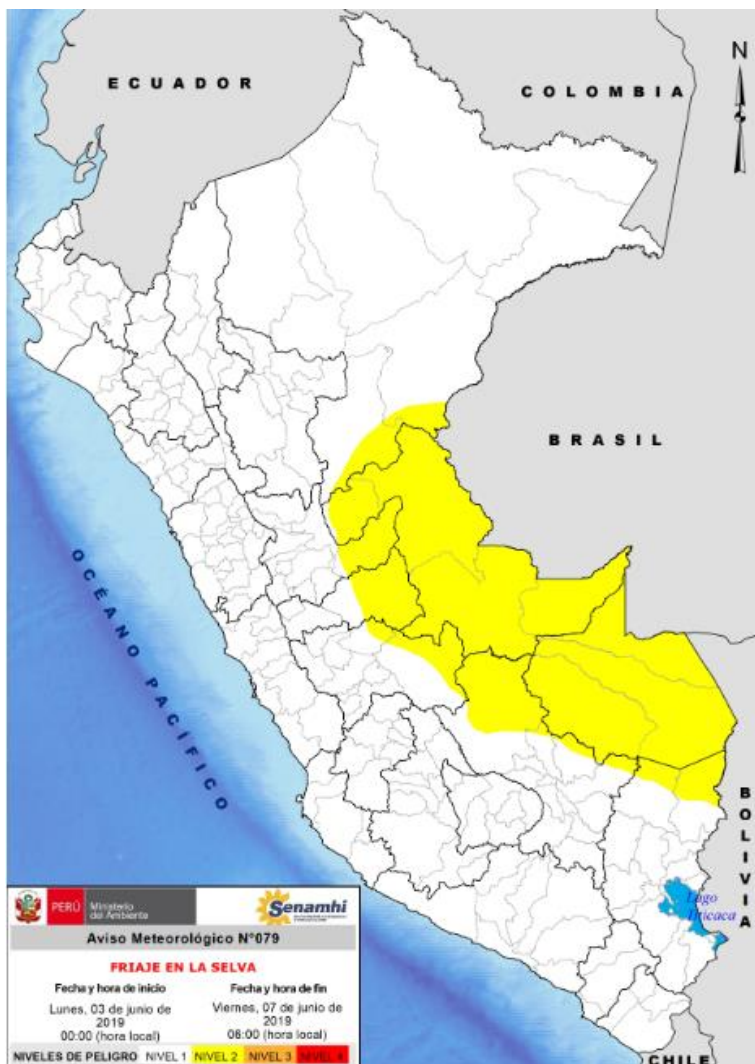 ECUADOR
COLOMBIA
N
BRASIL
OCÉANO PACÍFICO
BOLIVIA
Lago
Titicaca
CHILE
PERÚ
Ministerio
del Ambiente
Senamhi
Aviso Meteorológico N°079
FRIAJE EN LA SELVA
Fecha y hora de inicio
Fecha y hora de fin
Lunes, 03 de junio de
2019
00:00 (hora local)
Viernes, 07 de junio de
2019
06:00 (hora local)
NIVELES DE PELIGRO NIVEL 1 NIVEL 2 NIVEL 3 NIVEL 4